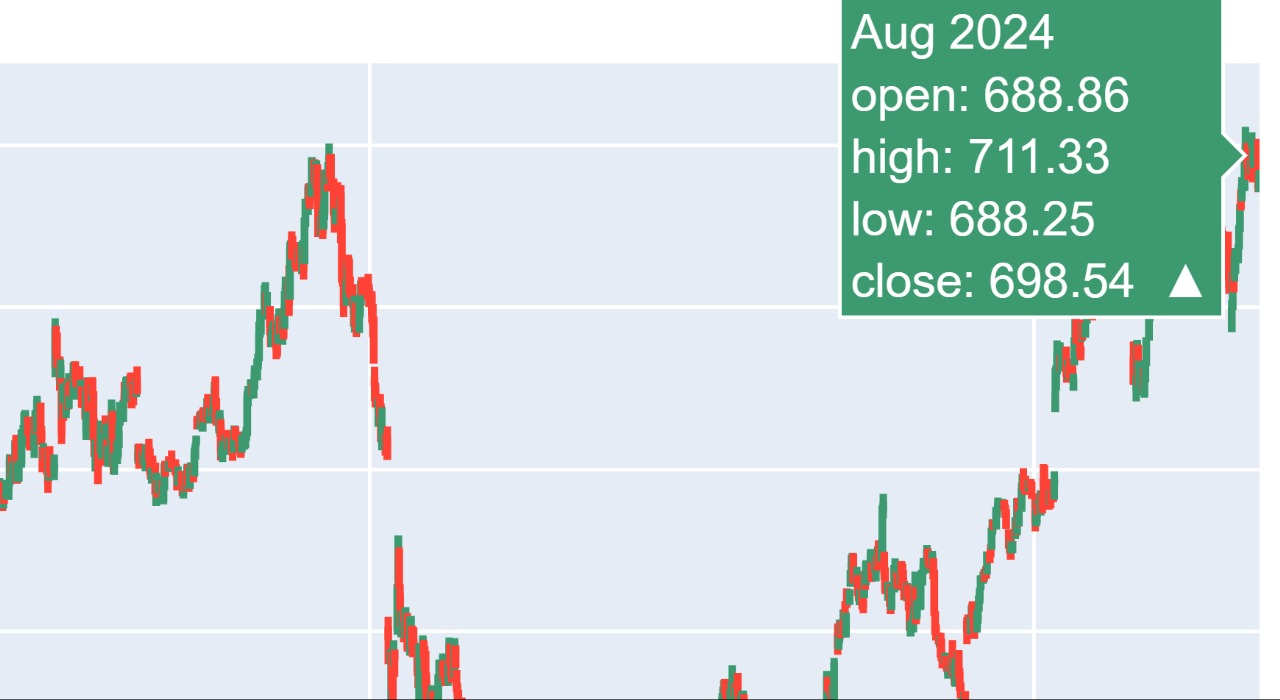 Aug 2024
open: 688.86
high: 711.33
low: 688.25
close: 698.54 ▲